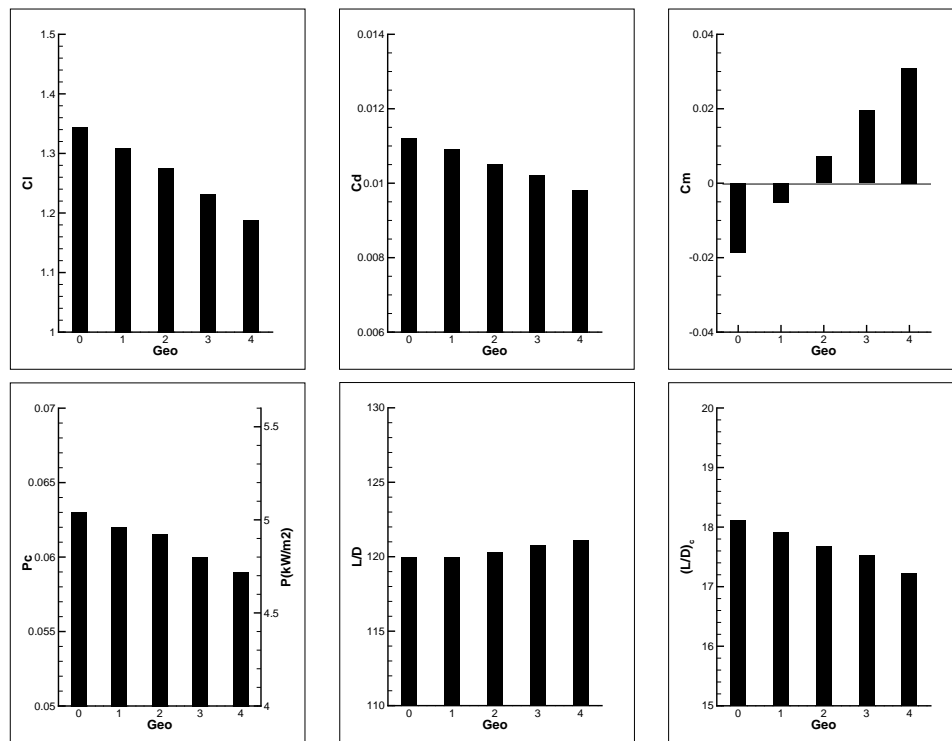 1.5
1.4
1.3
1.2
1.1
1
Cl
0 1 2 3 4
Geo
0.014
0.012
0.01
0.008
0.006
Cd
0 1 2 3 4
Geo
0.04
0.02
0
-0.02
-0.04
Cm
0 1 2 3 4
Geo
0.07
0.065
0.06
0.055
0.05
Pc
5.5
5
4.5
4
P(kW/m2)
0 1 2 3 4
Geo
130
125
120
115
110
L/D
0 1 2 3 4
Geo
20
19
18
17
16
15
(L/D)c
0 1 2 3 4
Geo